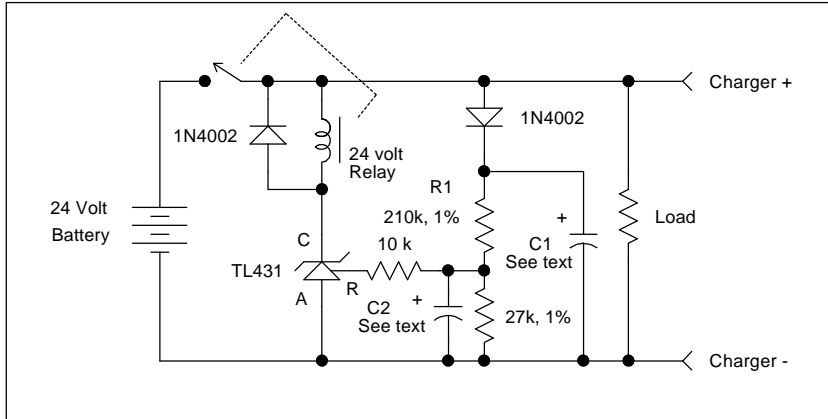 Charger +
1N4002
1N4002
24 volt
Relay
R1
210k, 1%
24 Volt
Battery
+
C1
See text
Load
C
10 k
TL431
A
R
C2
See text
+
27k, 1%
Charger -